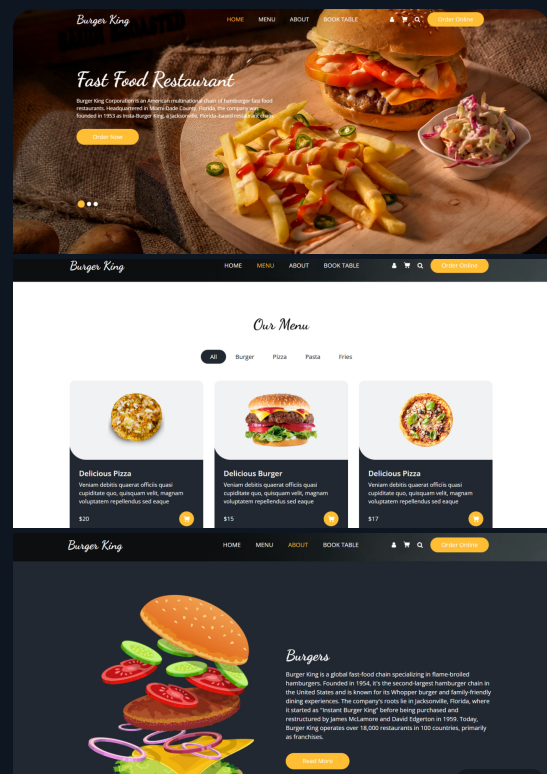 Burger King HOME MENU ABOUT BOOK TABLE Order Online
Fast Food Restaurant
Burger King Corporation is an American multinational chain of hamburger fast food
restaurants. Headquartered in Miami-Dade County, Florida, the company was
founded in 1953 as Insta-Burger King, a Jacksonville, Florida-based restaurant chain
Order Now
Burger King HOME MENU ABOUT BOOK TABLE Order Online
Our Menu
All Burger Pizza Pasta Fries
Delicious Pizza
Veniam debitis quaerat officiis quasi
cupiditate quo, quisquam velit, magnam
voluptatem repellendus sed eaque
$20
Delicious Burger
Veniam debitis quaerat officiis quasi
cupiditate quo, quisquam velit, magnam
voluptatem repellendus sed eaque
$15
Delicious Pizza
Veniam debitis quaerat officiis quasi
cupiditate quo, quisquam velit, magnam
voluptatem repellendus sed eaque
$17
Burger King HOME MENU ABOUT BOOK TABLE Order Online
Burgers
Burger King is a global fast-food chain specializing in flame-broiled
hamburgers. Founded in 1954, it's the second-largest hamburger chain in
the United States and is known for its Whopper burger and family-friendly
dining experiences. The company's roots lie in Jacksonville, Florida, where
it started as "Instant Burger King" before being purchased and
restructured by James McLamore and David Edgerton in 1959. Today,
Burger King operates over 18,000 restaurants in 100 countries, primarily
as franchises.
Read More